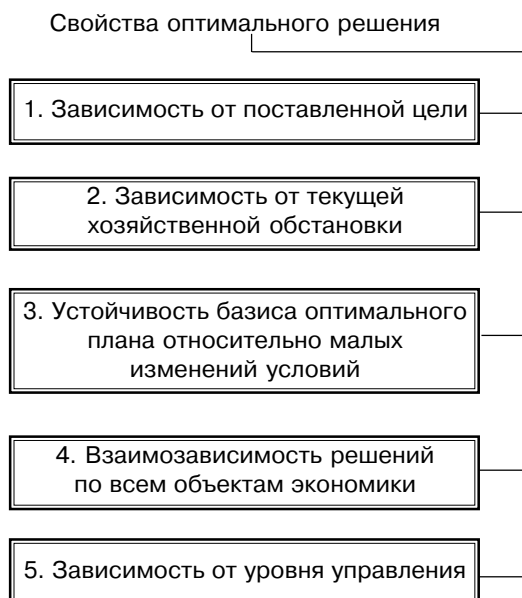 Свойства оптимального решения
1. Зависимость от поставленной цели
2. Зависимость от текущей
хозяйственной обстановки
3. Устойчивость базиса оптимального
плана относительно малых
изменений условий
4. Взаимозависимость решений
по всем объектам экономики
5. Зависимость от уровня управления